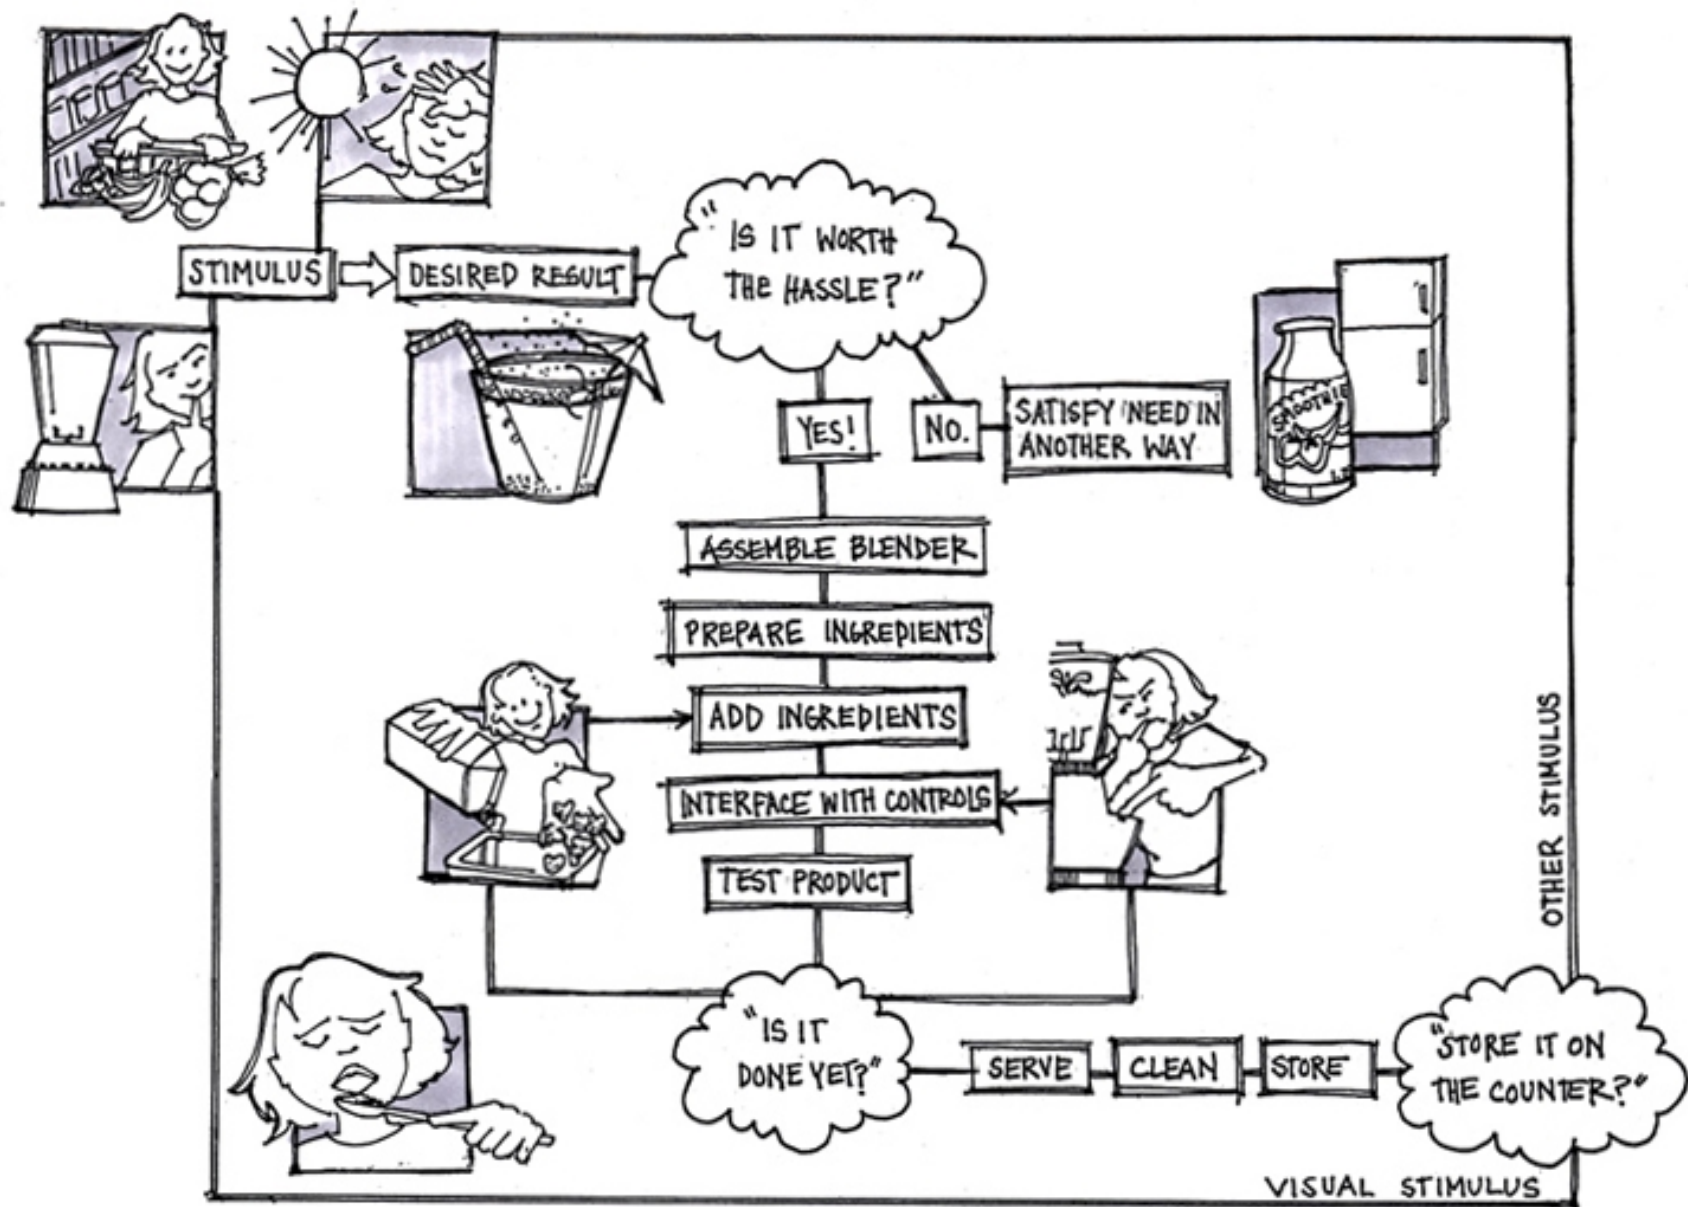 STIMULUS
DESIRED RESULT
"IS IT WORTH
THE HASSLE?"
YES!
NO.
SATISFY 'NEED' IN
ANOTHER WAY
SMOOTHIE
ASSEMBLE BLENDER
PREPARE INGREDIENTS
ADD INGREDIENTS
INTERFACE WITH CONTROLS
TEST PRODUCT
"IS IT
DONE YET?"
SERVE
CLEAN
STORE
"STORE IT ON
THE COUNTER?"
OTHER STIMULUS
VISUAL STIMULUS